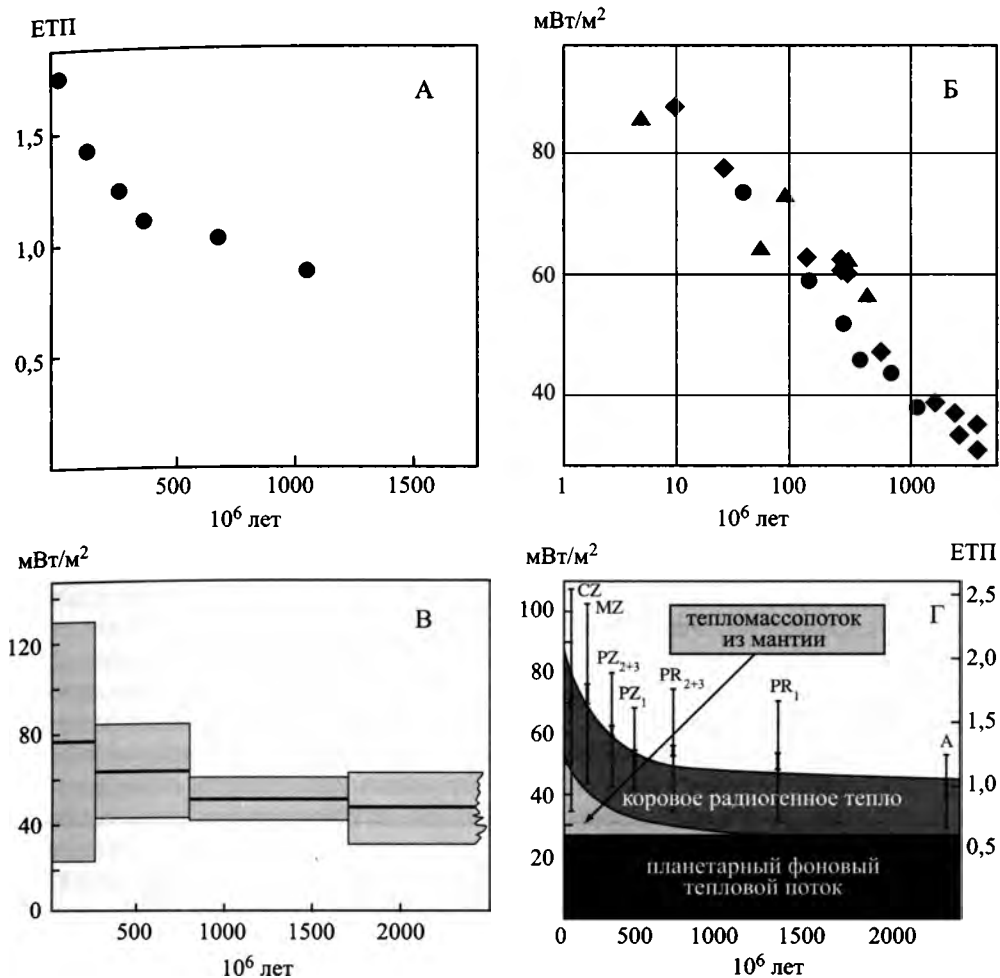 ЕТП
А
1,5
1,0
0,5
500 1000 1500
10⁶ лет
мВт/м²
Б
80
60
40
1 10 100 1000
10⁶ лет
мВт/м²
В
120
80
40
0
500 1000 1500 2000
10⁶ лет
мВт/м²
ЕТП
Г
100
80
60
40
20
2,5
2,0
1,5
1,0
0,5
CZ
MZ
PZ₂₊₃
PZ₁
PR₂₊₃
PR₁
A
тепломассопоток
из мантии
коровое радиогенное тепло
планетарный фоновый
тепловой поток
0 500 1000 1500 2000
10⁶ лет